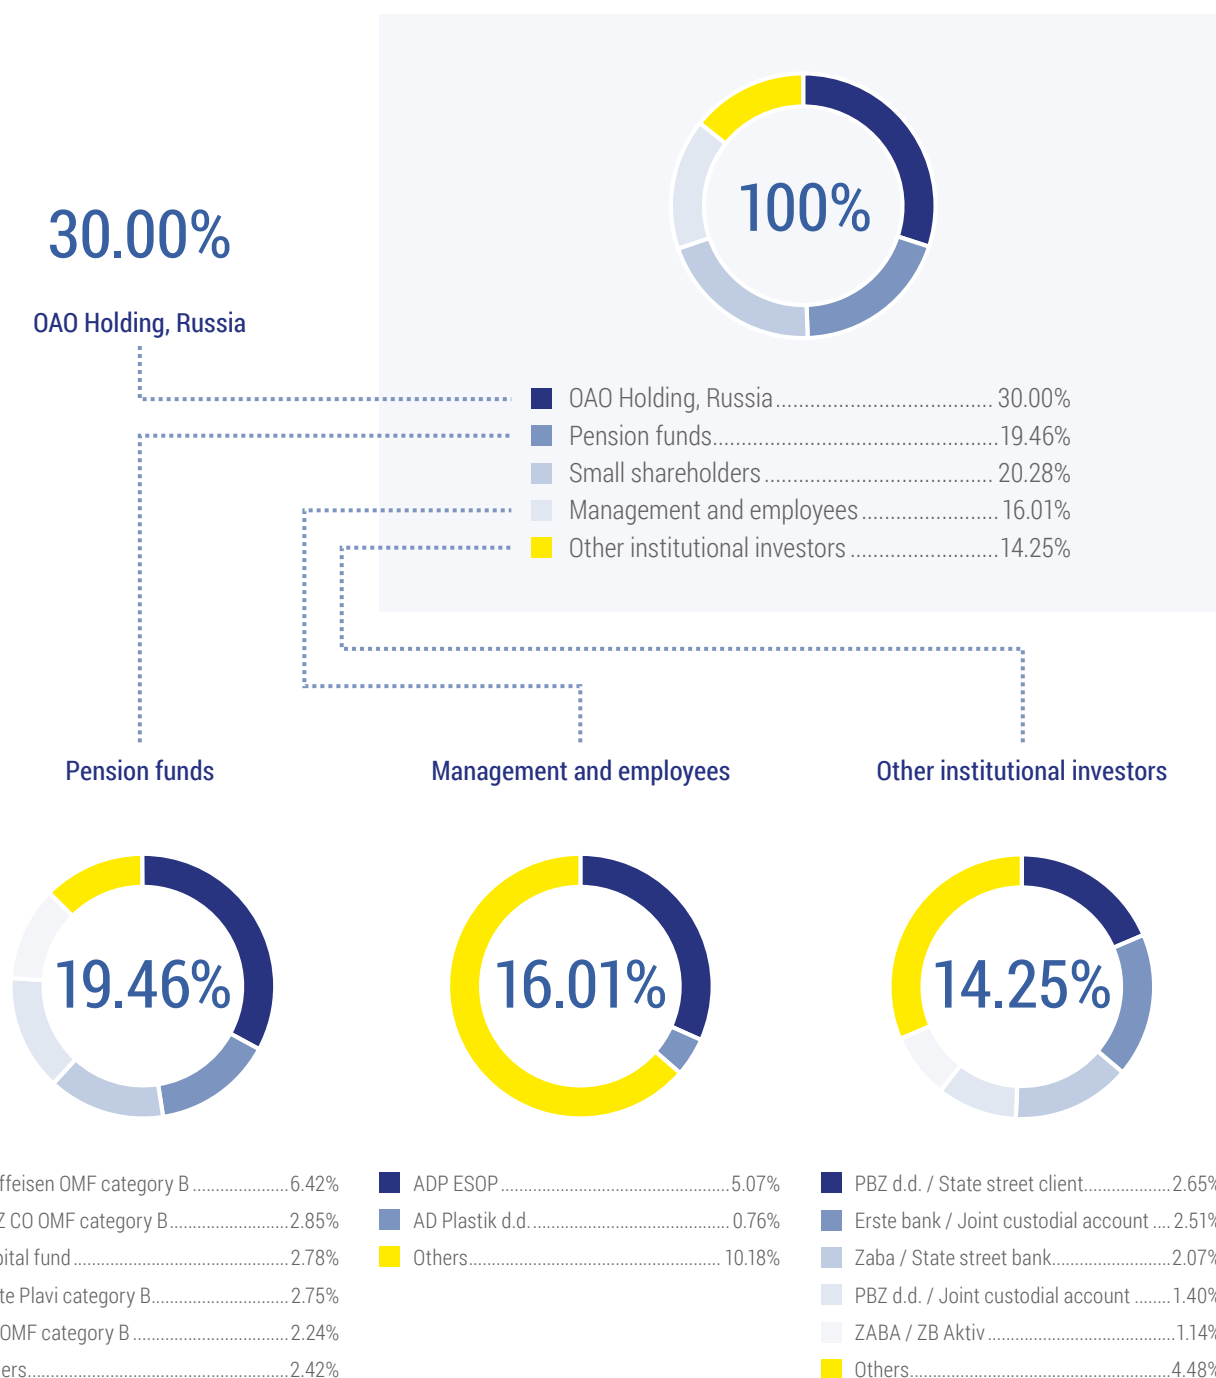 100%
30.00%
OAO Holding, Russia
OAO Holding, Russia 30.00%
Pension funds 19.46%
Small shareholders 20.28%
Management and employees 16.01%
Other institutional investors 14.25%
Pension funds
Management and employees
Other institutional investors
19.46%
16.01%
14.25%
ffeisen OMF category B 6.42%
Z CO OMF category B 2.85%
pital fund 2.78%
te Plavi category B 2.75%
OMF category B 2.24%
ers 2.42%
ADP ESOP 5.07%
AD Plastik d.d. 0.76%
Others 10.18%
PBZ d.d. / State street client 2.65%
Erste bank / Joint custodial account 2.51%
Zaba / State street bank 2.07%
PBZ d.d. / Joint custodial account 1.40%
ZABA / ZB Aktiv 1.14%
Others 4.48%